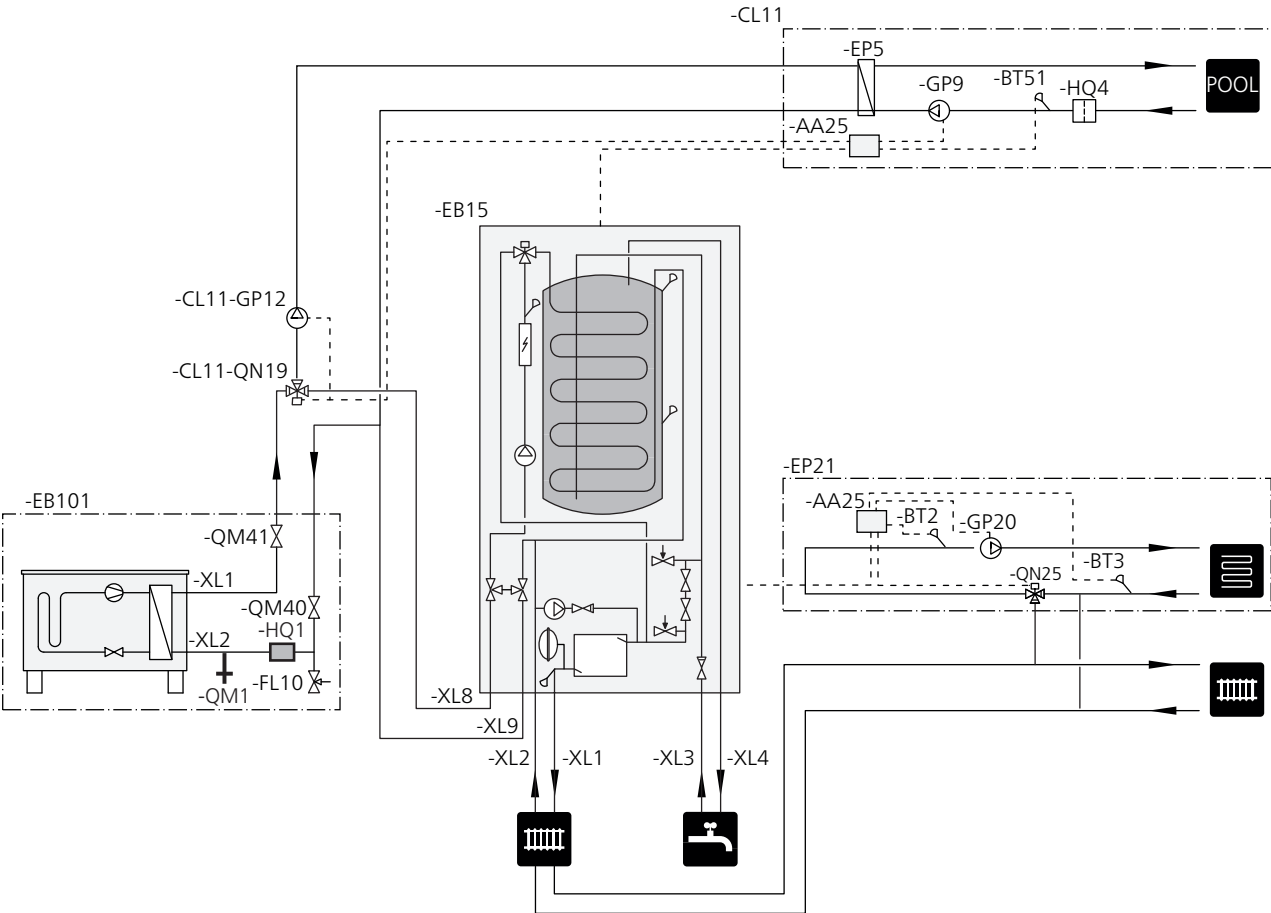 -CL11
-EP5
-GP9
-BT51
-HQ4
POOL
-AA25
-EB15
-CL11-GP12
-CL11-QN19
-EP21
-EB101
-AA25
-BT2
-GP20
-QM41
-BT3
-QN25
-XL1
-QM40
-HQ1
-XL2
-FL10
-QM1
-XL8
-XL9
-XL2
-XL1
-XL3
-XL4